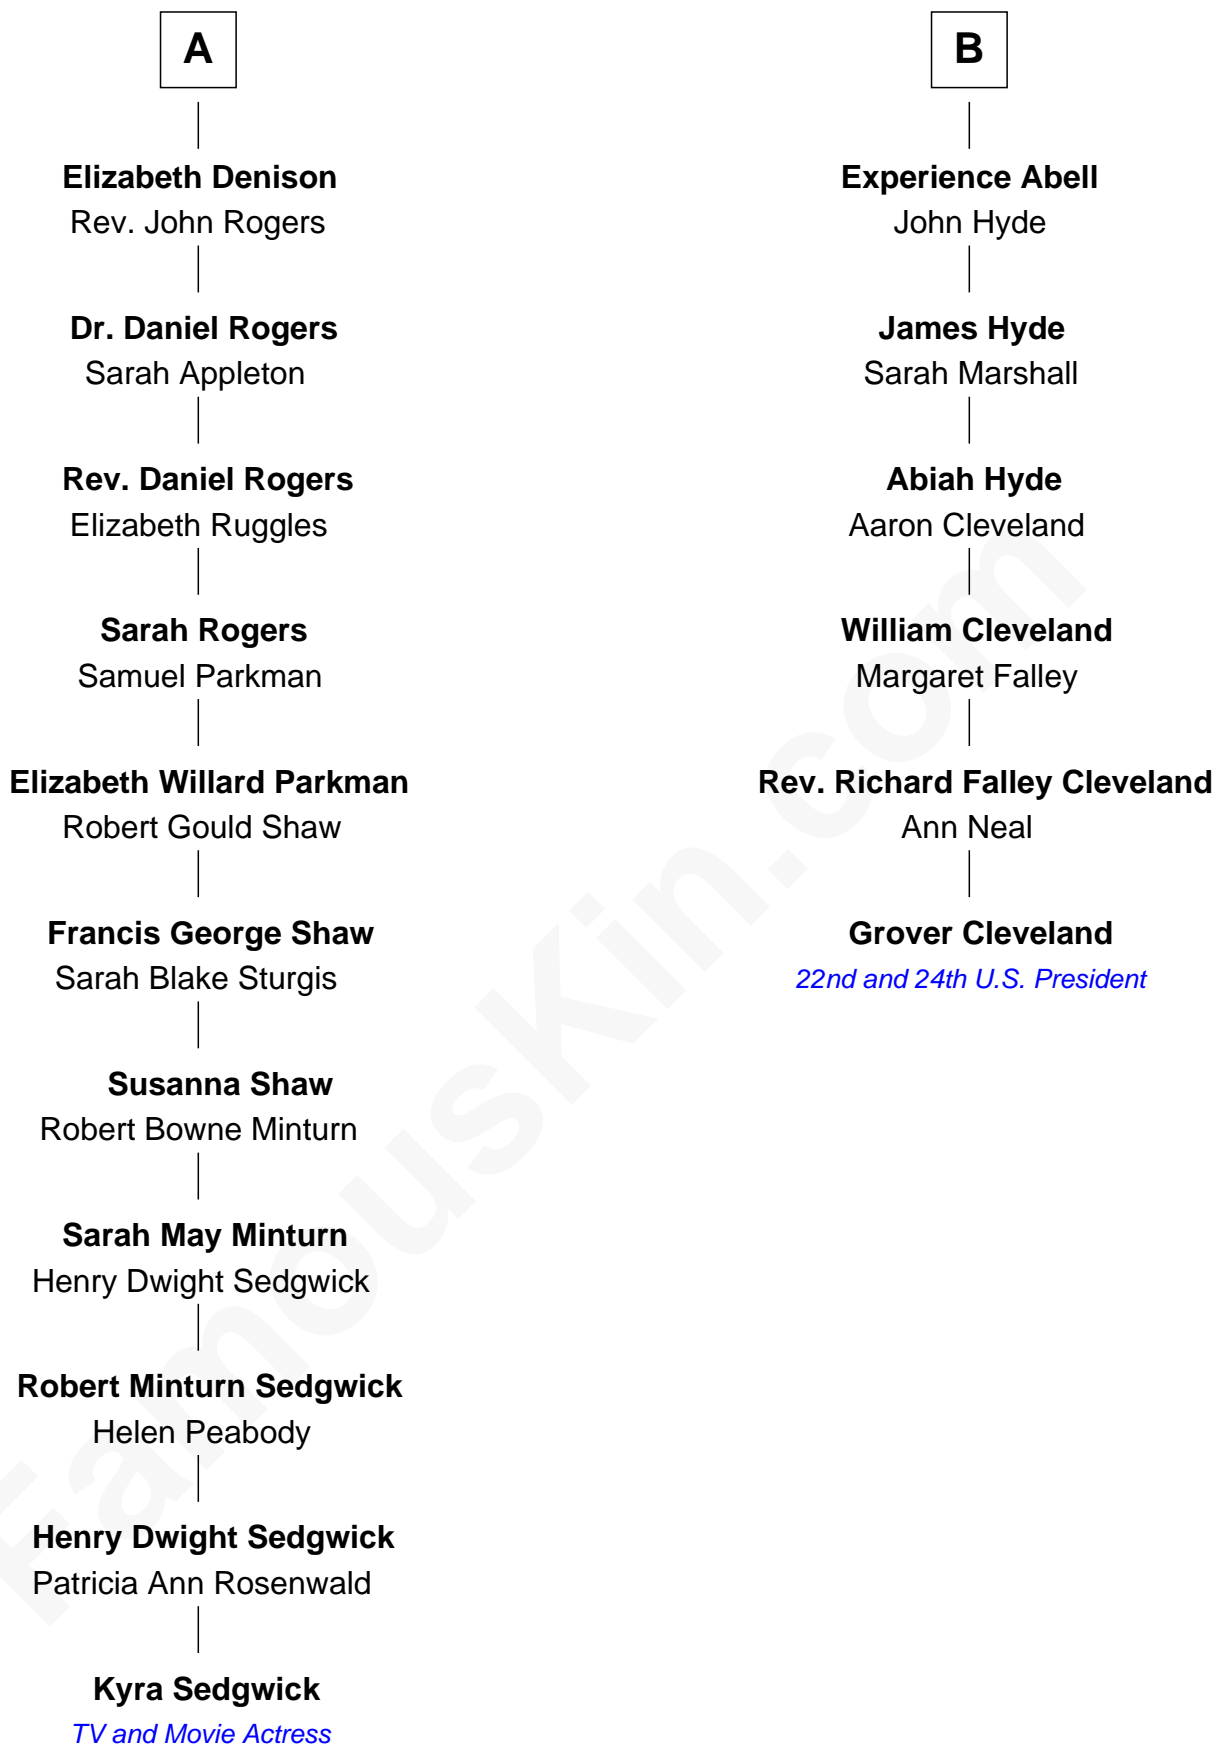 A
Elizabeth Denison
Rev. John Rogers
Dr. Daniel Rogers
Sarah Appleton
Rev. Daniel Rogers
Elizabeth Ruggles
Sarah Rogers
Samuel Parkman
Elizabeth Willard Parkman
Robert Gould Shaw
Francis George Shaw
Sarah Blake Sturgis
Susanna Shaw
Robert Bowne Minturn
Sarah May Minturn
Henry Dwight Sedgwick
Robert Minturn Sedgwick
Helen Peabody
Henry Dwight Sedgwick
Patricia Ann Rosenwald
Kyra Sedgwick
TV and Movie Actress
B
Experience Abell
John Hyde
James Hyde
Sarah Marshall
Abiah Hyde
Aaron Cleveland
William Cleveland
Margaret Falley
Rev. Richard Falley Cleveland
Ann Neal
Grover Cleveland
22nd and 24th U.S. President
FamousKin.com